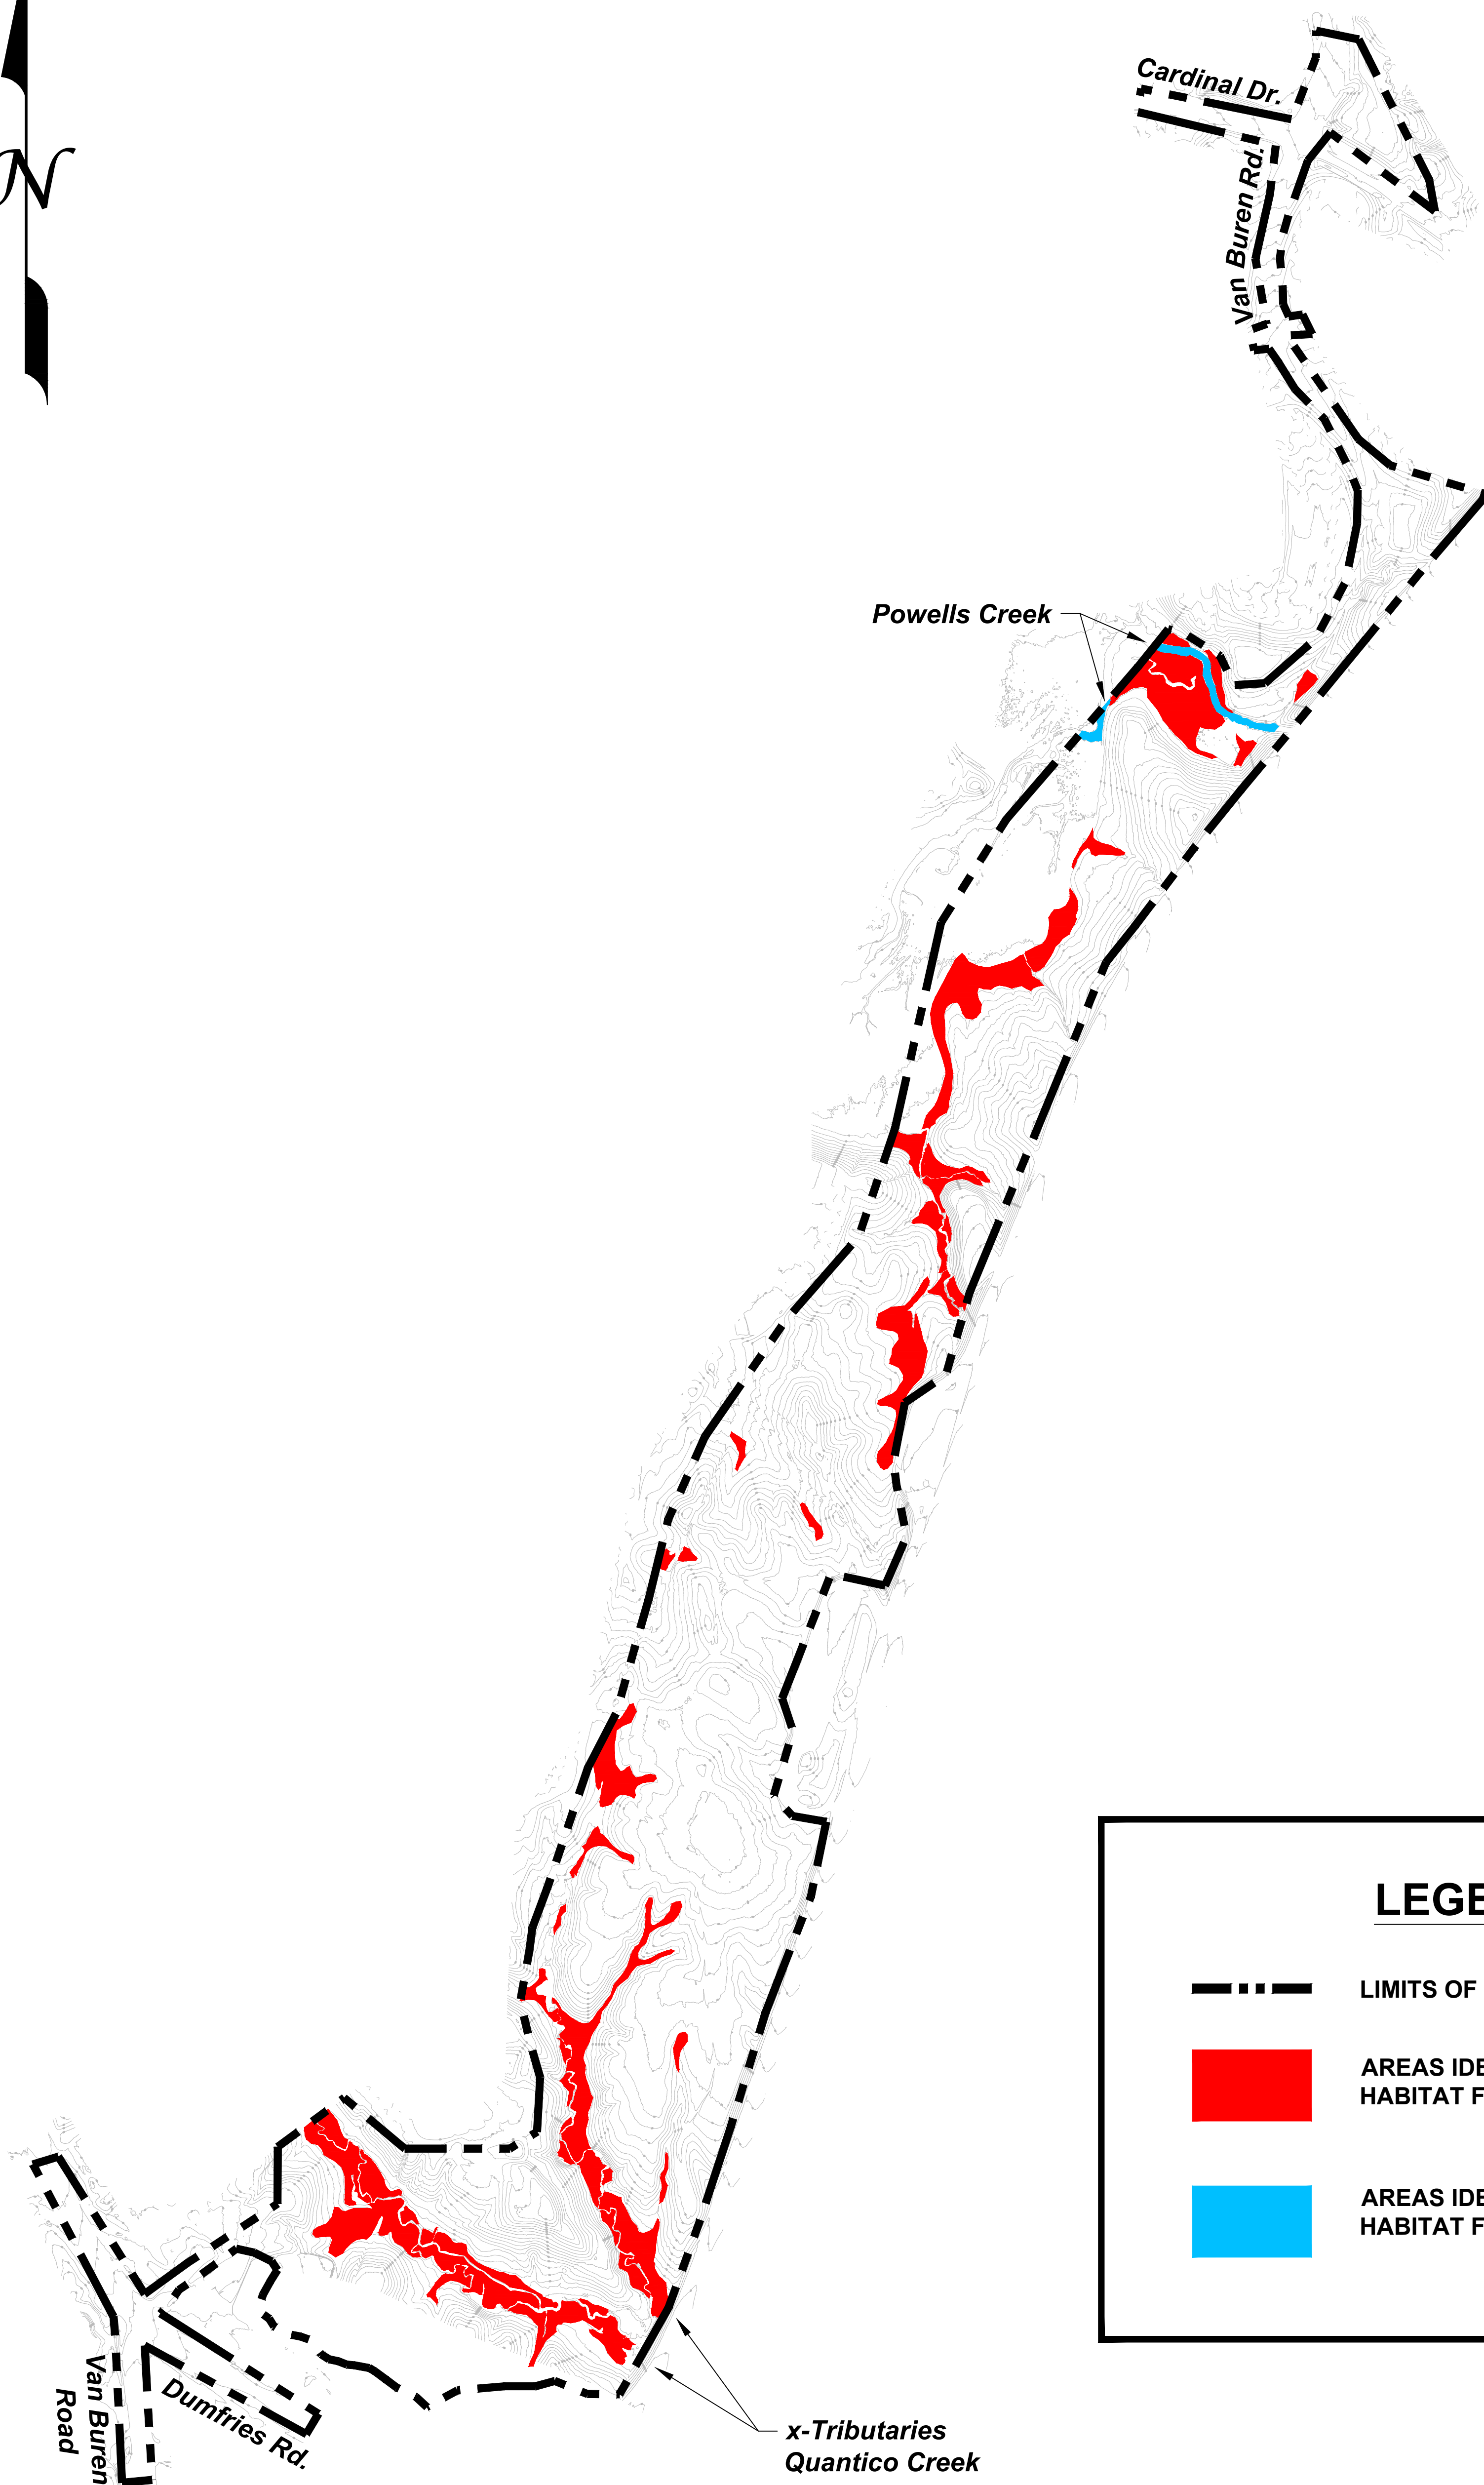 Cardinal Dr.
Van Buren Rd.
N
Powells Creek
LEGE
LIMITS OF
AREAS IDE
HABITAT F
AREAS IDE
HABITAT F
Van Buren
Road
Dumfries Rd.
x-Tributaries
Quantico Creek